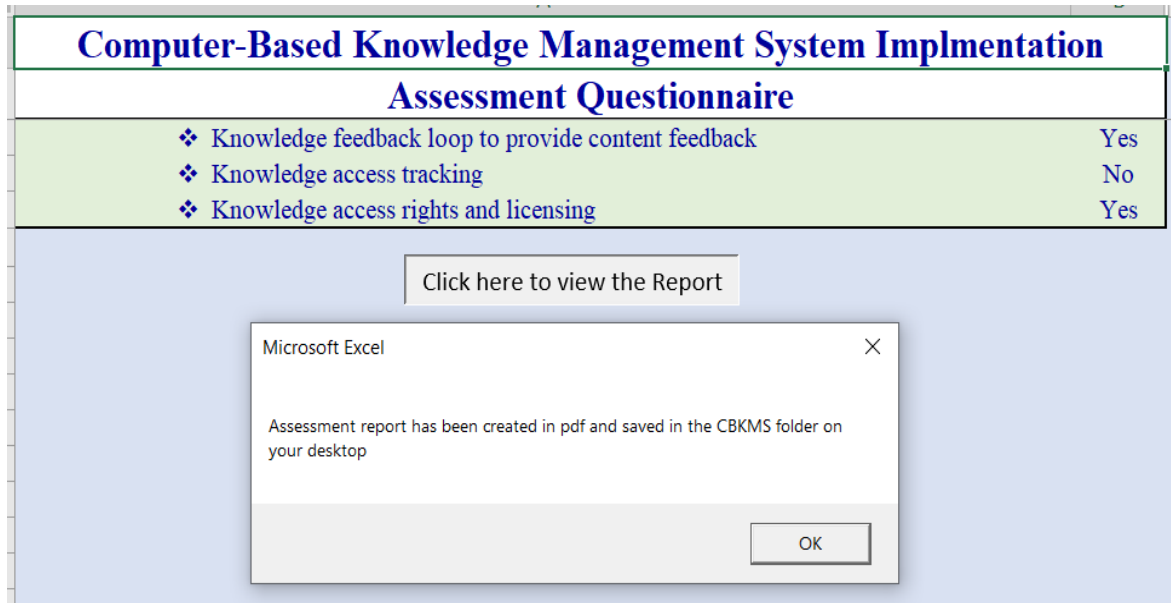 Computer-Based Knowledge Management System Implmentation
Assessment Questionnaire
❖ Knowledge feedback loop to provide content feedback Yes
❖ Knowledge access tracking No
❖ Knowledge access rights and licensing Yes
Click here to view the Report
Microsoft Excel
Assessment report has been created in pdf and saved in the CBKMS folder on
your desktop
OK